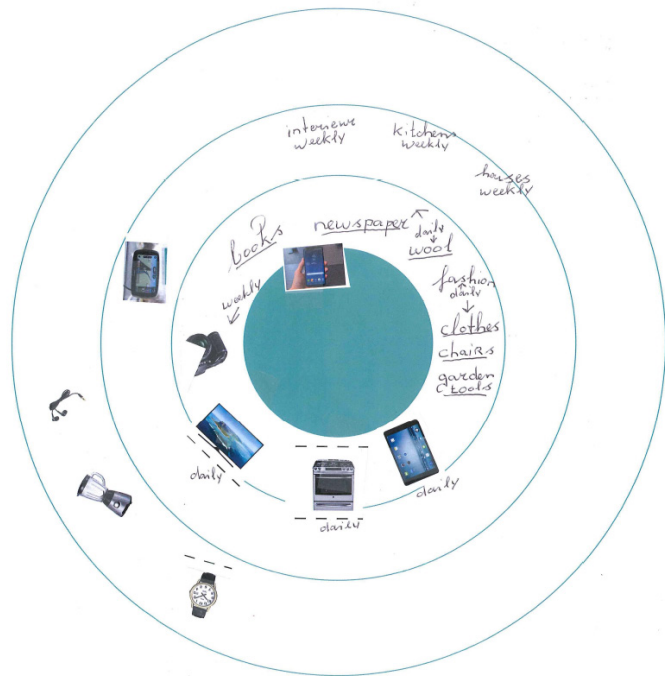 interiews
weekly
kitchens
weekly
houses
weekly
books
weekly
newspaper
daily
wool
fashion
daily
clothes
chairs
garden
tools
daily
daily
daily